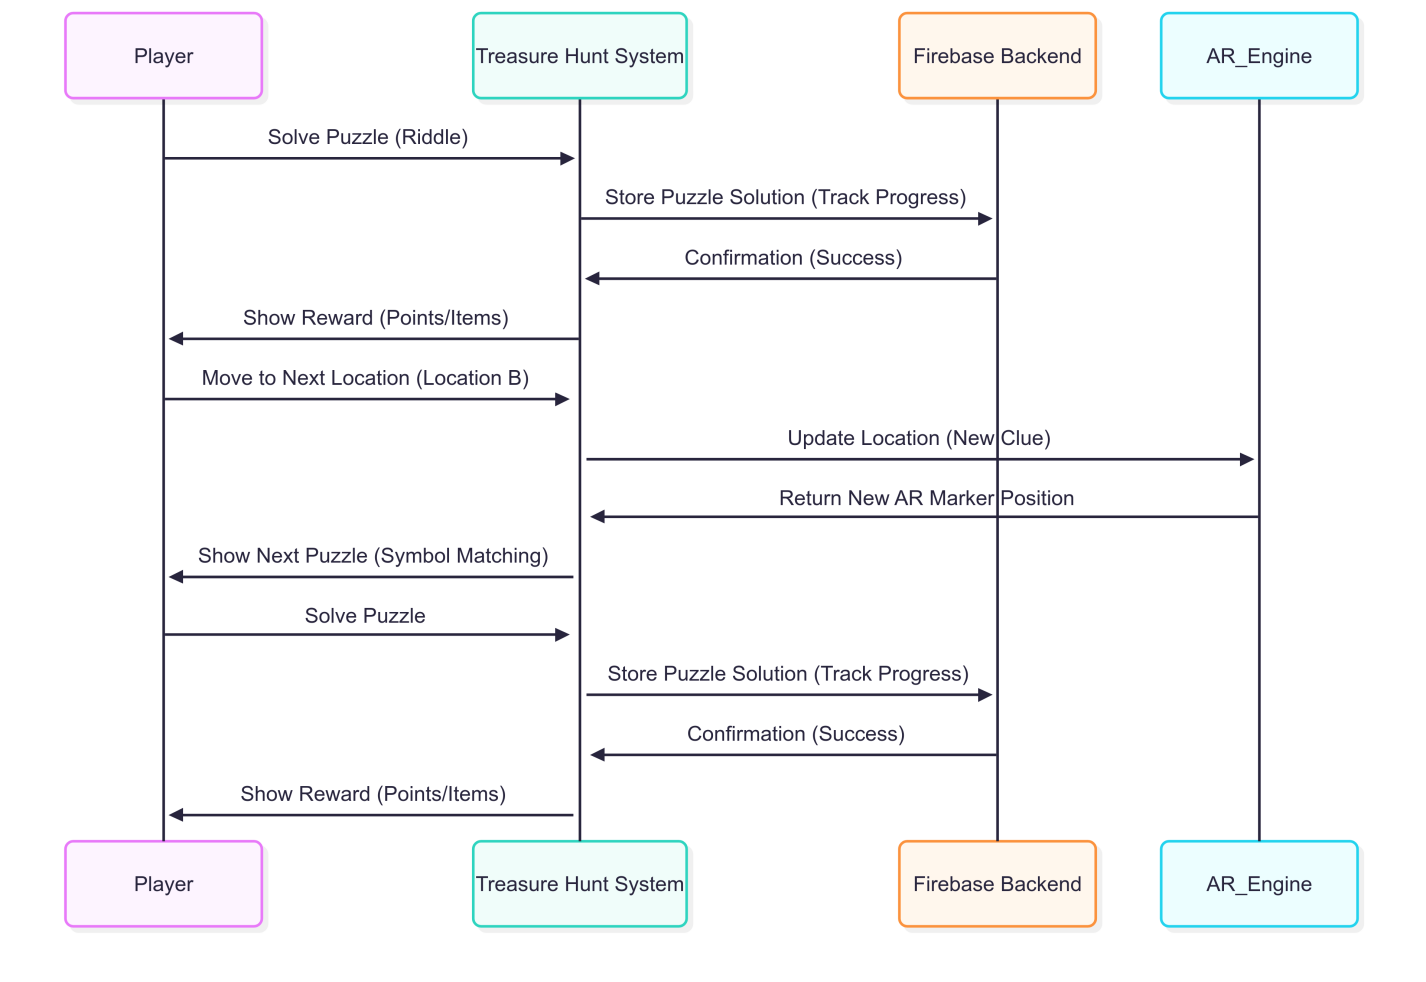 Player
Treasure Hunt System
Firebase Backend
AR_Engine
Solve Puzzle (Riddle)
Store Puzzle Solution (Track Progress)
Confirmation (Success)
Show Reward (Points/Items)
Move to Next Location (Location B)
Update Location (New Clue)
Return New AR Marker Position
Show Next Puzzle (Symbol Matching)
Solve Puzzle
Store Puzzle Solution (Track Progress)
Confirmation (Success)
Show Reward (Points/Items)
Player
Treasure Hunt System
Firebase Backend
AR_Engine